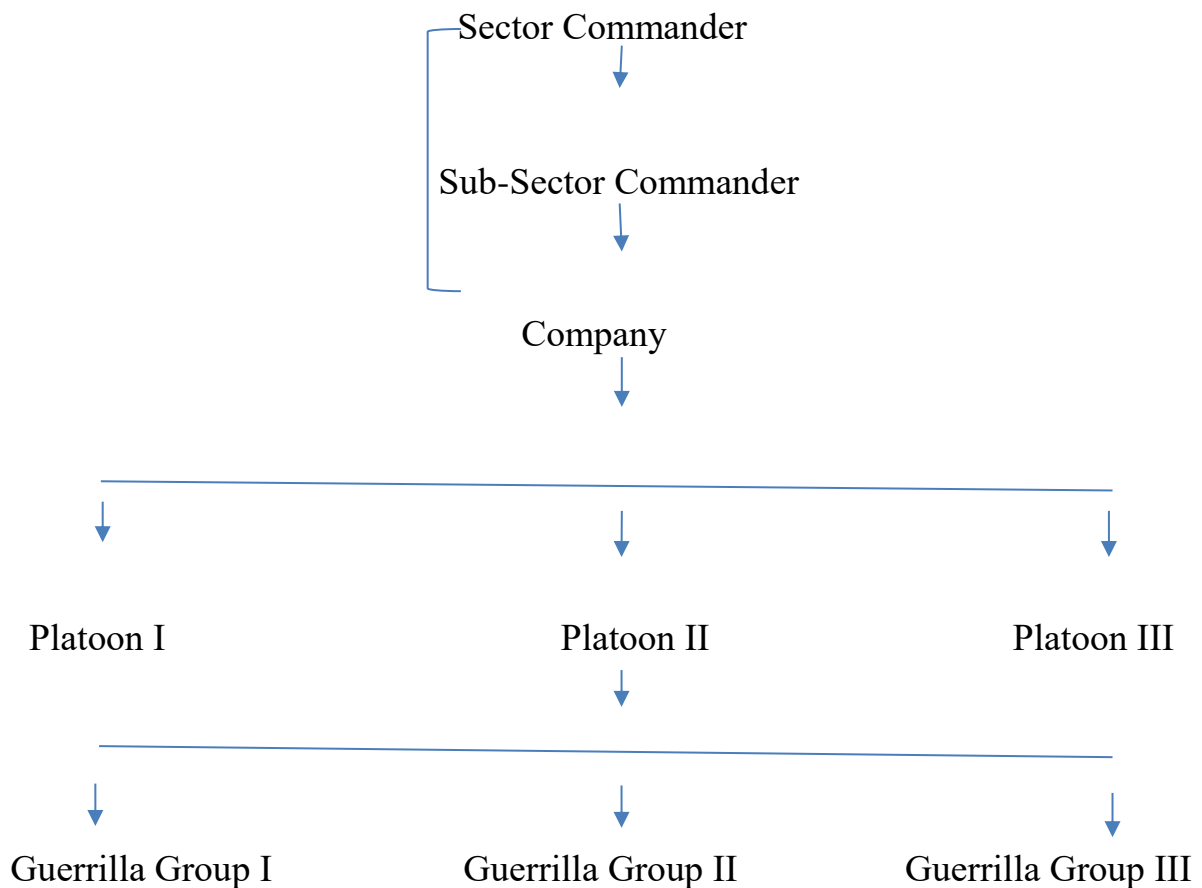 Sector Commander
Sub-Sector Commander
Company
Platoon I
Platoon II
Platoon III
Guerrilla Group I
Guerrilla Group II
Guerrilla Group III